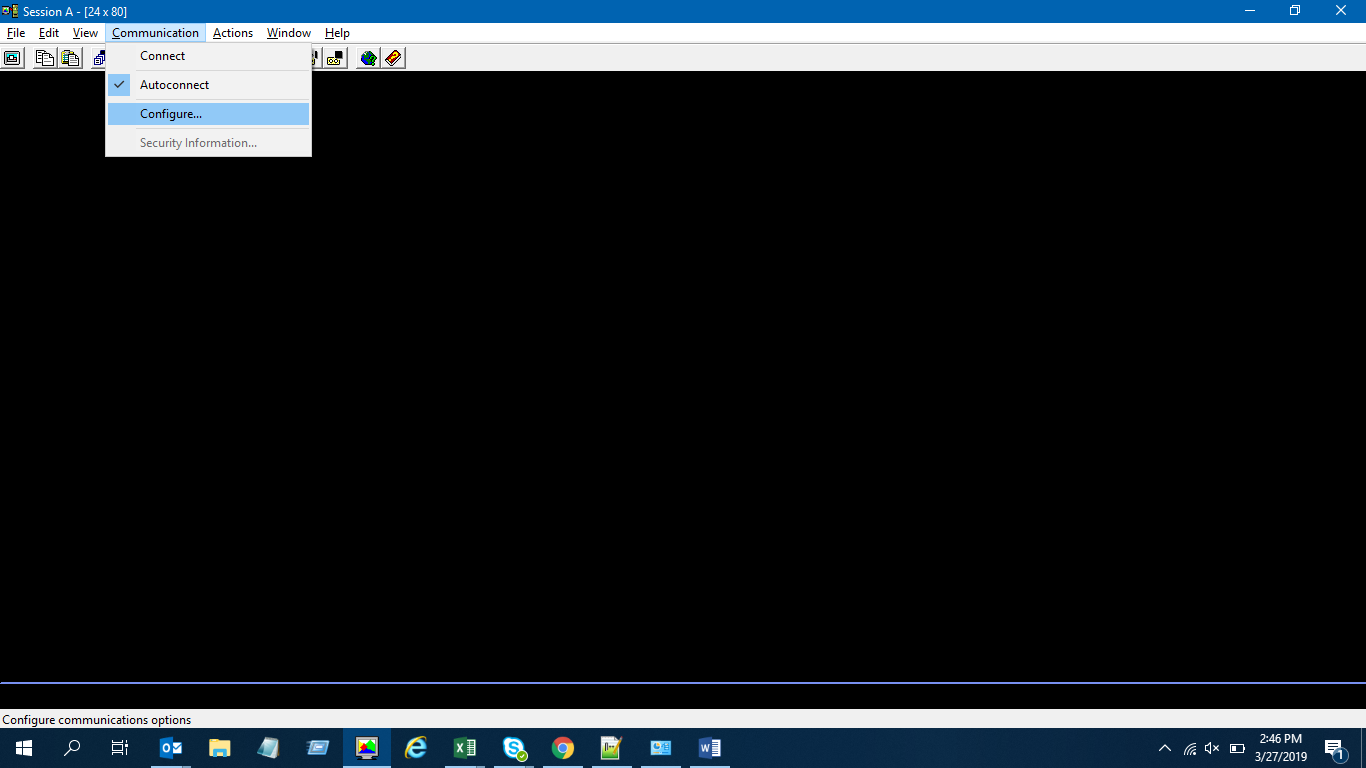 Session A - [24 x 80]
File Edit View Communication Actions Window Help
Connect
Autoconnect
Configure...
Security Information...
Configure communications options
2:46 PM
3/27/2019
1